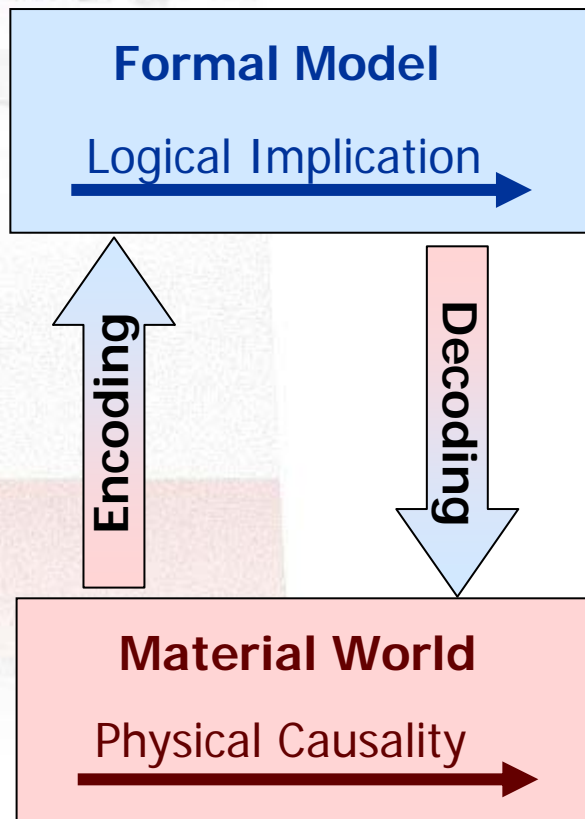 Formal Model
Logical Implication
Encoding
Decoding
Material World
Physical Causality